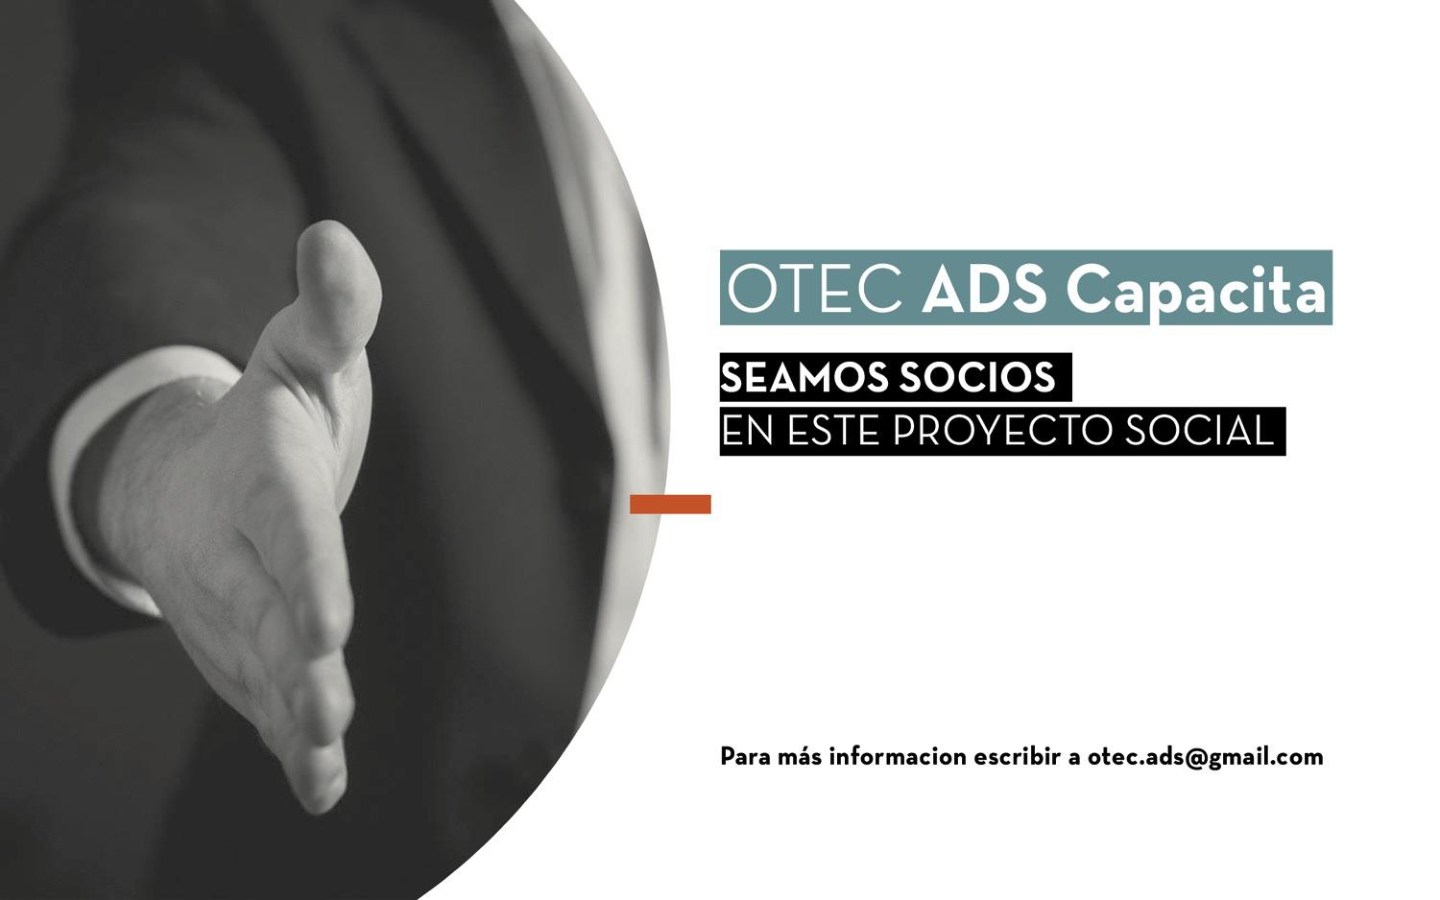 OTEC ADS Capacita
SEAMOS SOCIOS
EN ESTE PROYECTO SOCIAL
Para más informacion escribir a otec.ads@gmail.com